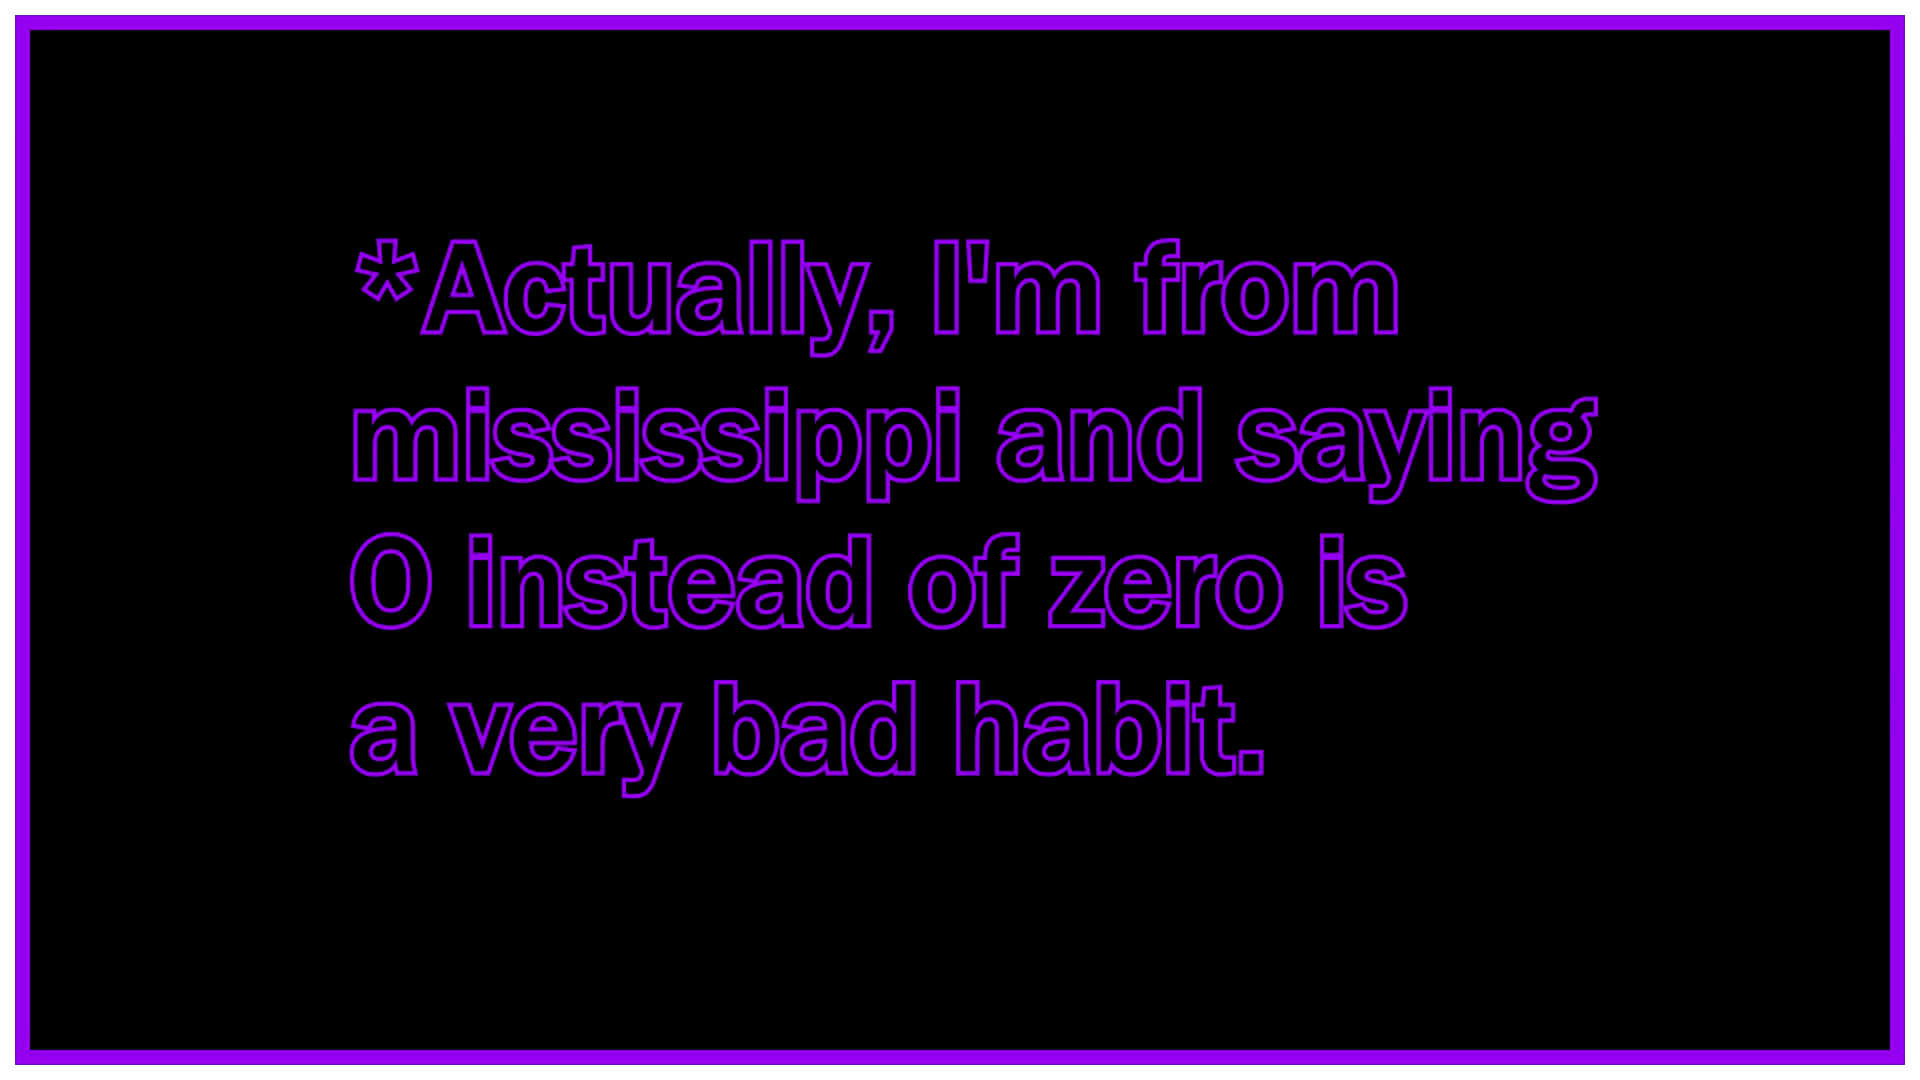 *Actually, I'm from
mississippi and saying
O instead of zero is
a very bad habit.